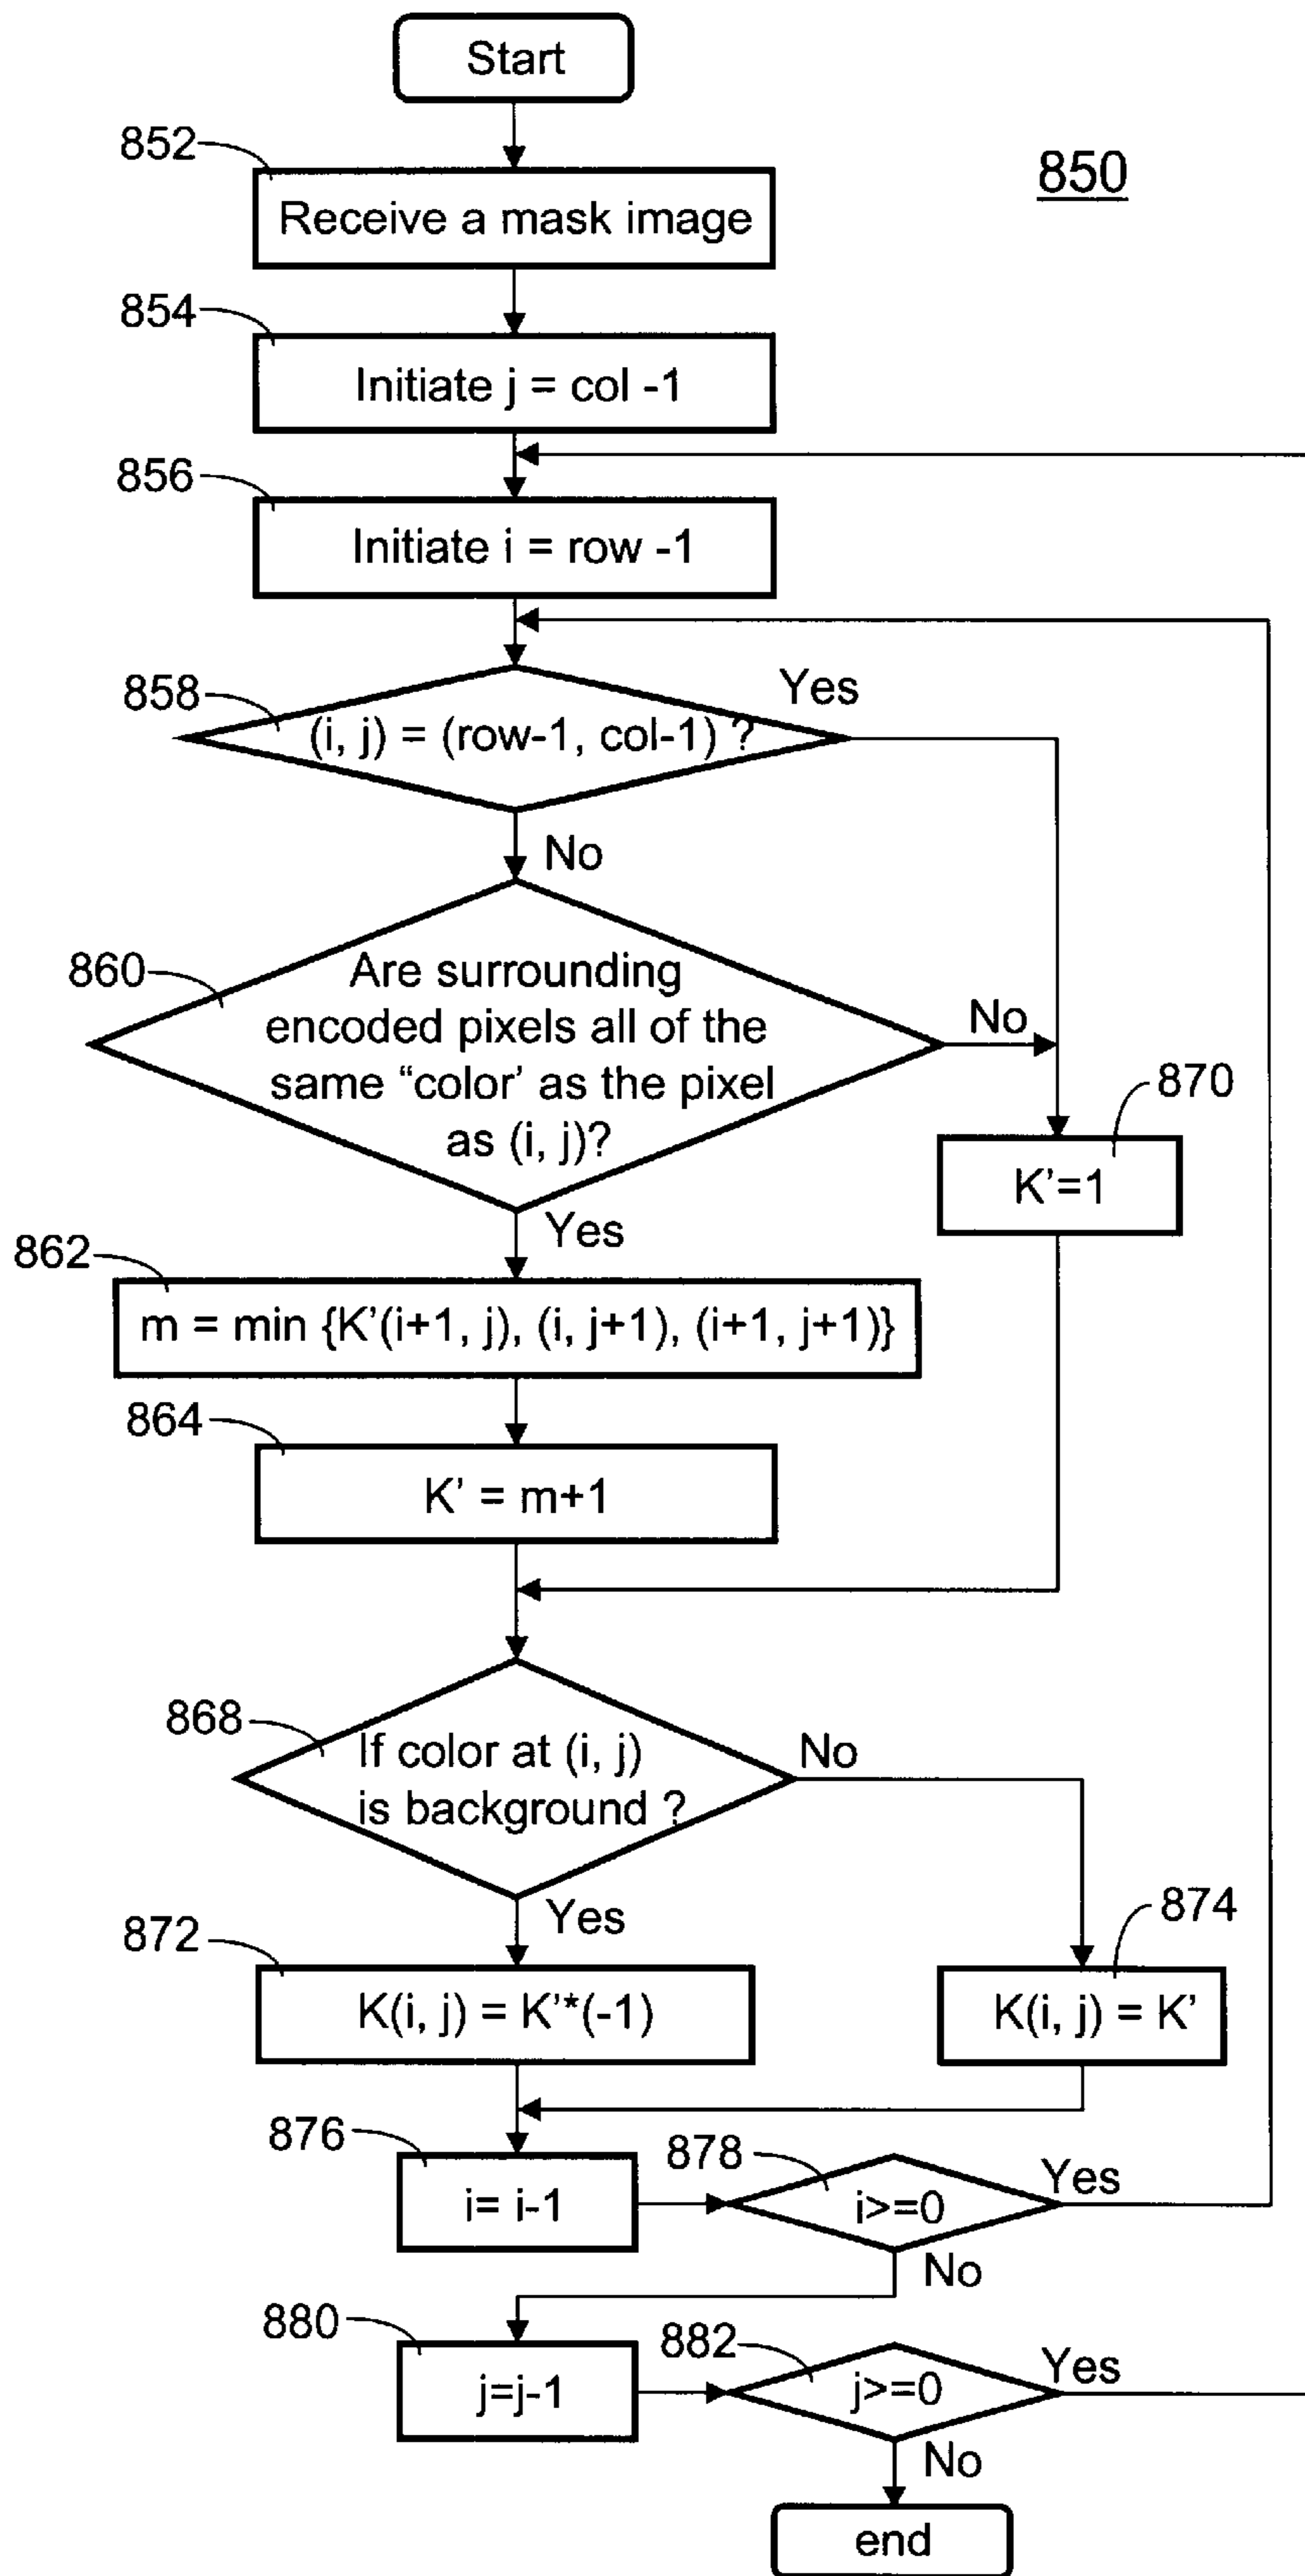 Start
852
850
Receive a mask image
854
Initiate j = col -1
856
Initiate i = row -1
858
Yes
(i, j) = (row-1, col-1) ?
No
860
Are surrounding
encoded pixels all of the
same “color’ as the pixel
as (i, j)?
No
870
K’=1
Yes
862
m = min {K’(i+1, j), (i, j+1), (i+1, j+1)}
864
K’ = m+1
868
If color at (i, j)
is background ?
No
Yes
872
874
K(i, j) = K’*(-1)
K(i, j) = K’
876
878
Yes
i= i-1
i>=0
No
880
882
Yes
j=j-1
j>=0
No
end